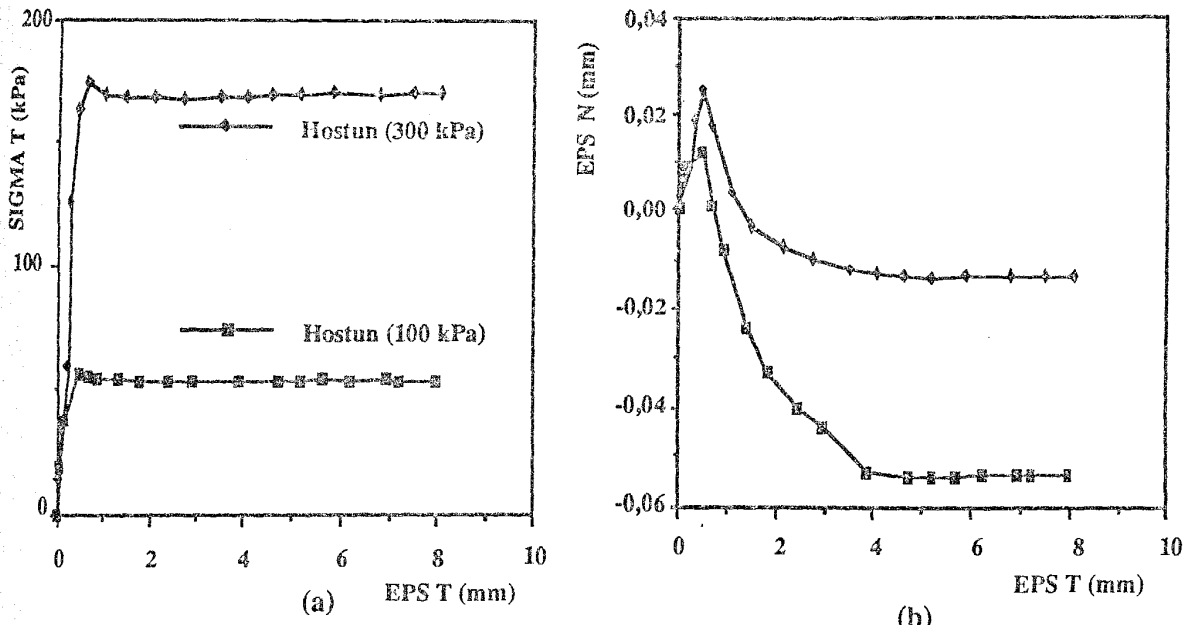 200
100
0
SIGMA T (kPa)
Hostun (300 kPa)
Hostun (100 kPa)
0 2 4 6 8 10
EPS T (mm)
(a)
0,04
0,02
0,00
-0,02
-0,04
-0,06
EPS N (mm)
0 2 4 6 8 10
EPS T (mm)
(b)